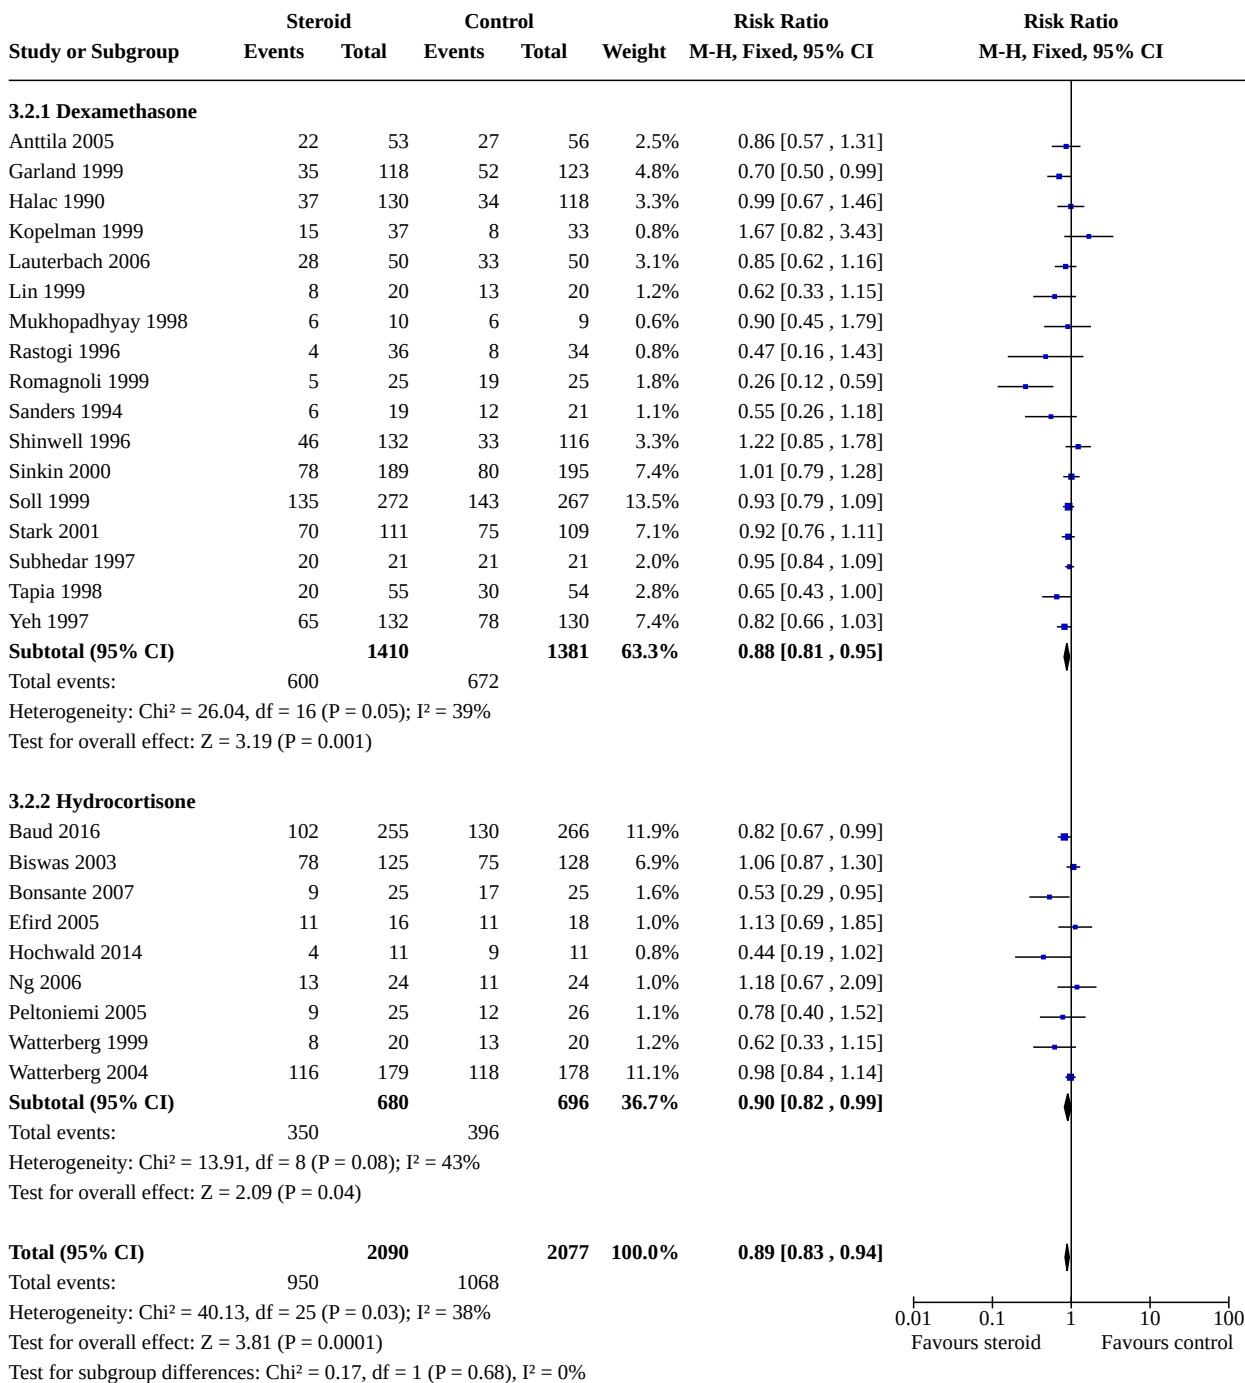 Steroid Control Risk Ratio Risk Ratio
Study or Subgroup Events Total Events Total Weight M-H, Fixed, 95% CI M-H, Fixed, 95% CI
3.2.1 Dexamethasone
Anttila 2005 22 53 27 56 2.5% 0.86 [0.57 , 1.31]
Garland 1999 35 118 52 123 4.8% 0.70 [0.50 , 0.99]
Halac 1990 37 130 34 118 3.3% 0.99 [0.67 , 1.46]
Kopelman 1999 15 37 8 33 0.8% 1.67 [0.82 , 3.43]
Lauterbach 2006 28 50 33 50 3.1% 0.85 [0.62 , 1.16]
Lin 1999 8 20 13 20 1.2% 0.62 [0.33 , 1.15]
Mukhopadhyay 1998 6 10 6 9 0.6% 0.90 [0.45 , 1.79]
Rastogi 1996 4 36 8 34 0.8% 0.47 [0.16 , 1.43]
Romagnoli 1999 5 25 19 25 1.8% 0.26 [0.12 , 0.59]
Sanders 1994 6 19 12 21 1.1% 0.55 [0.26 , 1.18]
Shinwell 1996 46 132 33 116 3.3% 1.22 [0.85 , 1.78]
Sinkin 2000 78 189 80 195 7.4% 1.01 [0.79 , 1.28]
Soll 1999 135 272 143 267 13.5% 0.93 [0.79 , 1.09]
Stark 2001 70 111 75 109 7.1% 0.92 [0.76 , 1.11]
Subhedar 1997 20 21 21 21 2.0% 0.95 [0.84 , 1.09]
Tapia 1998 20 55 30 54 2.8% 0.65 [0.43 , 1.00]
Yeh 1997 65 132 78 130 7.4% 0.82 [0.66 , 1.03]
Subtotal (95% CI) 1410 1381 63.3% 0.88 [0.81 , 0.95]
Total events: 600 672
Heterogeneity: Chi² = 26.04, df = 16 (P = 0.05); I² = 39%
Test for overall effect: Z = 3.19 (P = 0.001)
3.2.2 Hydrocortisone
Baud 2016 102 255 130 266 11.9% 0.82 [0.67 , 0.99]
Biswas 2003 78 125 75 128 6.9% 1.06 [0.87 , 1.30]
Bonsante 2007 9 25 17 25 1.6% 0.53 [0.29 , 0.95]
Efird 2005 11 16 11 18 1.0% 1.13 [0.69 , 1.85]
Hochwald 2014 4 11 9 11 0.8% 0.44 [0.19 , 1.02]
Ng 2006 13 24 11 24 1.0% 1.18 [0.67 , 2.09]
Peltoniemi 2005 9 25 12 26 1.1% 0.78 [0.40 , 1.52]
Watterberg 1999 8 20 13 20 1.2% 0.62 [0.33 , 1.15]
Watterberg 2004 116 179 118 178 11.1% 0.98 [0.84 , 1.14]
Subtotal (95% CI) 680 696 36.7% 0.90 [0.82 , 0.99]
Total events: 350 396
Heterogeneity: Chi² = 13.91, df = 8 (P = 0.08); I² = 43%
Test for overall effect: Z = 2.09 (P = 0.04)
Total (95% CI) 2090 2077 100.0% 0.89 [0.83 , 0.94]
Total events: 950 1068
Heterogeneity: Chi² = 40.13, df = 25 (P = 0.03); I² = 38%
0.01 0.1 1 10 100
Test for overall effect: Z = 3.81 (P = 0.0001)
Favours steroid Favours control
Test for subgroup differences: Chi² = 0.17, df = 1 (P = 0.68), I² = 0%